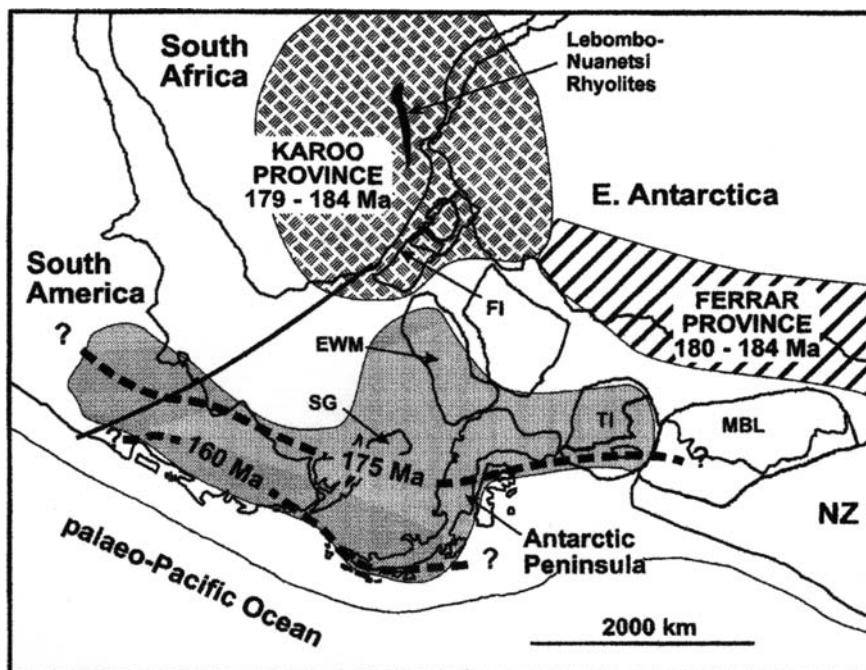 South
Africa
Lebombo-
Nuanetsi
Rhyolites
KAROO
PROVINCE
179 - 184 Ma
E. Antarctica
South
America
FI
FERRAR
PROVINCE
180 - 184 Ma
?
EWM
SG
TI
MBL
175 Ma
160 Ma
?
NZ
palaeo-Pacific Ocean
?
Antarctic
Peninsula
2000 km